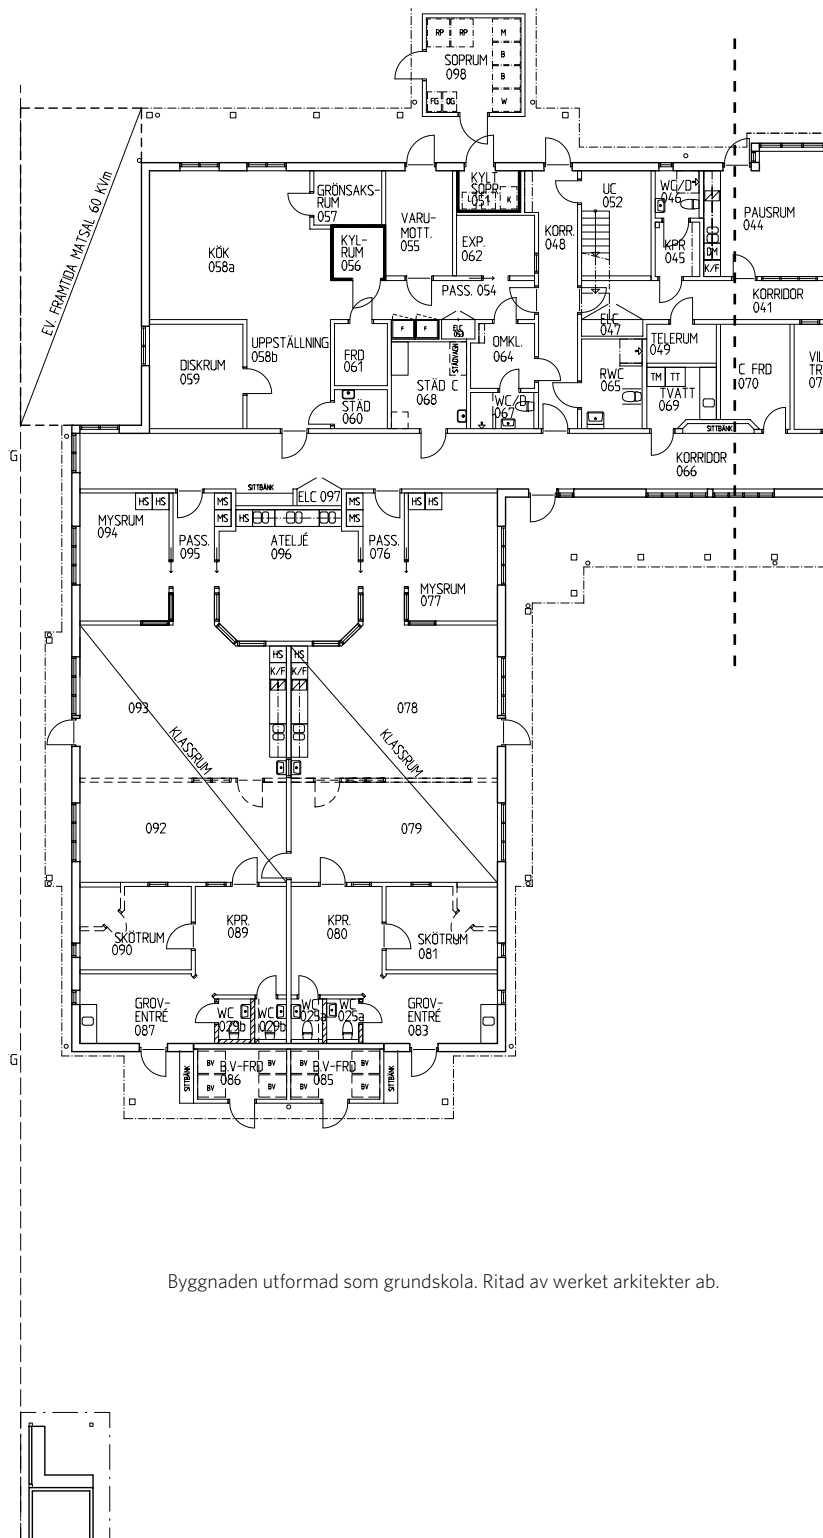 RP RP M
SOPRUM
098
B
B
FG OG W
EV. FRAMTIDA MATSAL 60 KVm
KÖK
058a
GRÖNSAKS-
RUM
057
KYL-
RUM
056
VARU-
MOTT.
055
KYLT
SOPR.
051
K
EXP.
062
KORR.
048
UC
052
WC/D
046
KPR
045
DM
K/F
PAUSRUM
044
PASS. 054
KORRIDOR
041
UPPSTÄLLNING
058b
DISKRUM
059
FRD
061
F F
ELC
053
STÄDVAGN
OMKL.
064
ELC
047
TELERUM
049
C FRD
070
VIL
TR
07
STÄD
060
STÄD C
068
WC/D
067
RWC
065
TM TT
TVÄTT
069
SITTBÄNK
G
KORRIDOR
066
SITTBÄNK
ELC 097
HS HS
MYSRUM
094
PASS.
095
MS
MS
HS
ATELJÉ
096
MS
MS
PASS.
076
HS HS
MYSRUM
077
HS HS
K/F K/F
093
KLASSRUM
078
KLASSRUM
092
079
SKÖTRUM
090
KPR.
089
KPR.
080
SKÖTRUM
081
GROV-
ENTRÉ
087
WC
029b
WC
029b
WC
025a
WC
025a
GROV-
ENTRÉ
083
G
SITTBÄNK
BV BV
BV BV
B.V-FRD
086
BV BV
BV BV
B.V-FRD
085
SITTBÄNK
Byggnaden utformad som grundskola. Ritad av werket arkitekter ab.